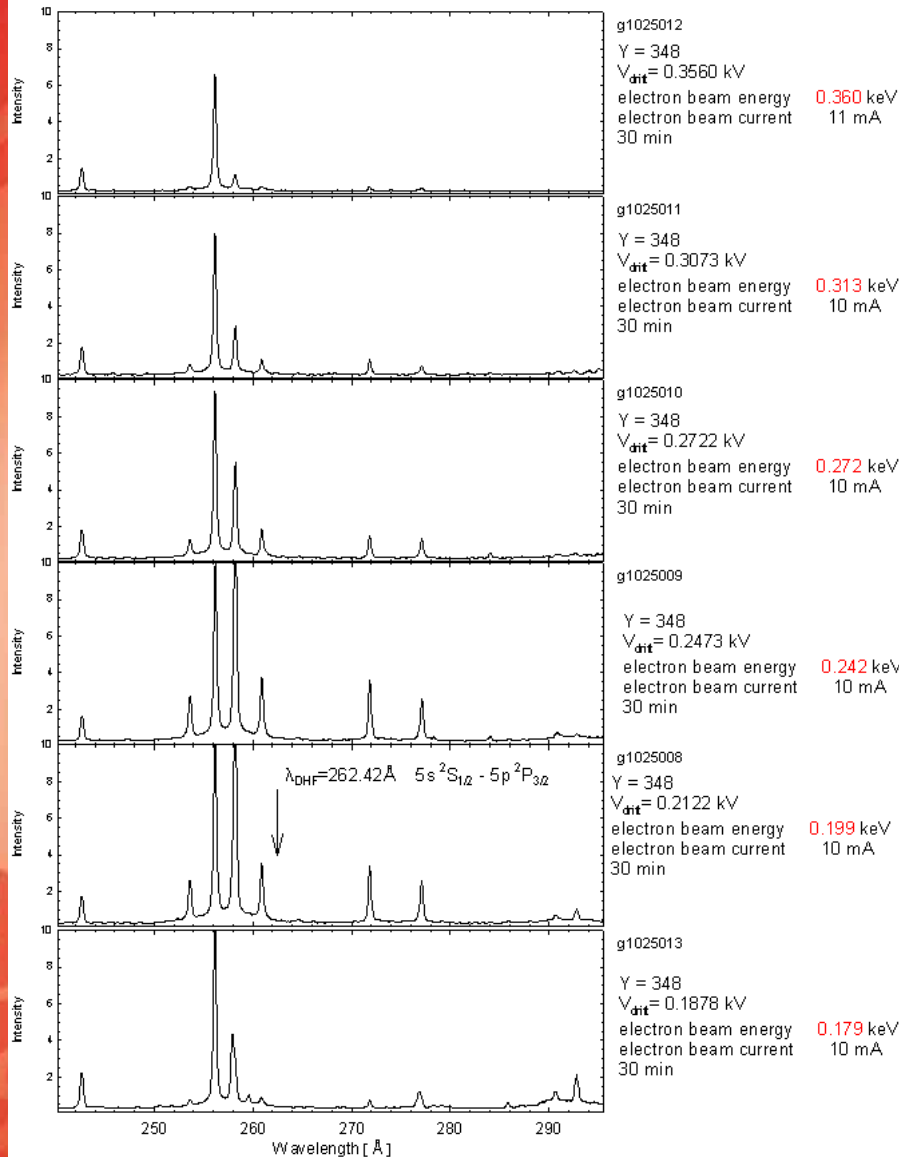 10
8
6
4
2
Intensity
g1025012
Y = 348
V_drift = 0.3560 kV
electron beam energy 0.360 keV
electron beam current 11 mA
30 min
10
8
6
4
2
Intensity
g1025011
Y = 348
V_drift = 0.3073 kV
electron beam energy 0.313 keV
electron beam current 10 mA
30 min
10
8
6
4
2
Intensity
g1025010
Y = 348
V_drift = 0.2722 kV
electron beam energy 0.272 keV
electron beam current 10 mA
30 min
10
8
6
4
2
Intensity
g1025009
Y = 348
V_drift = 0.2473 kV
electron beam energy 0.242 keV
electron beam current 10 mA
30 min
10
8
6
4
2
Intensity
λ_DHF=262.42Å 5s ²S₁/₂ - 5p ²P₃/₂
g1025008
Y = 348
V_drift = 0.2122 kV
electron beam energy 0.199 keV
electron beam current 10 mA
30 min
10
8
6
4
2
Intensity
g1025013
Y = 348
V_drift = 0.1878 kV
electron beam energy 0.179 keV
electron beam current 10 mA
30 min
250 260 270 280 290
Wavelength [ Å ]